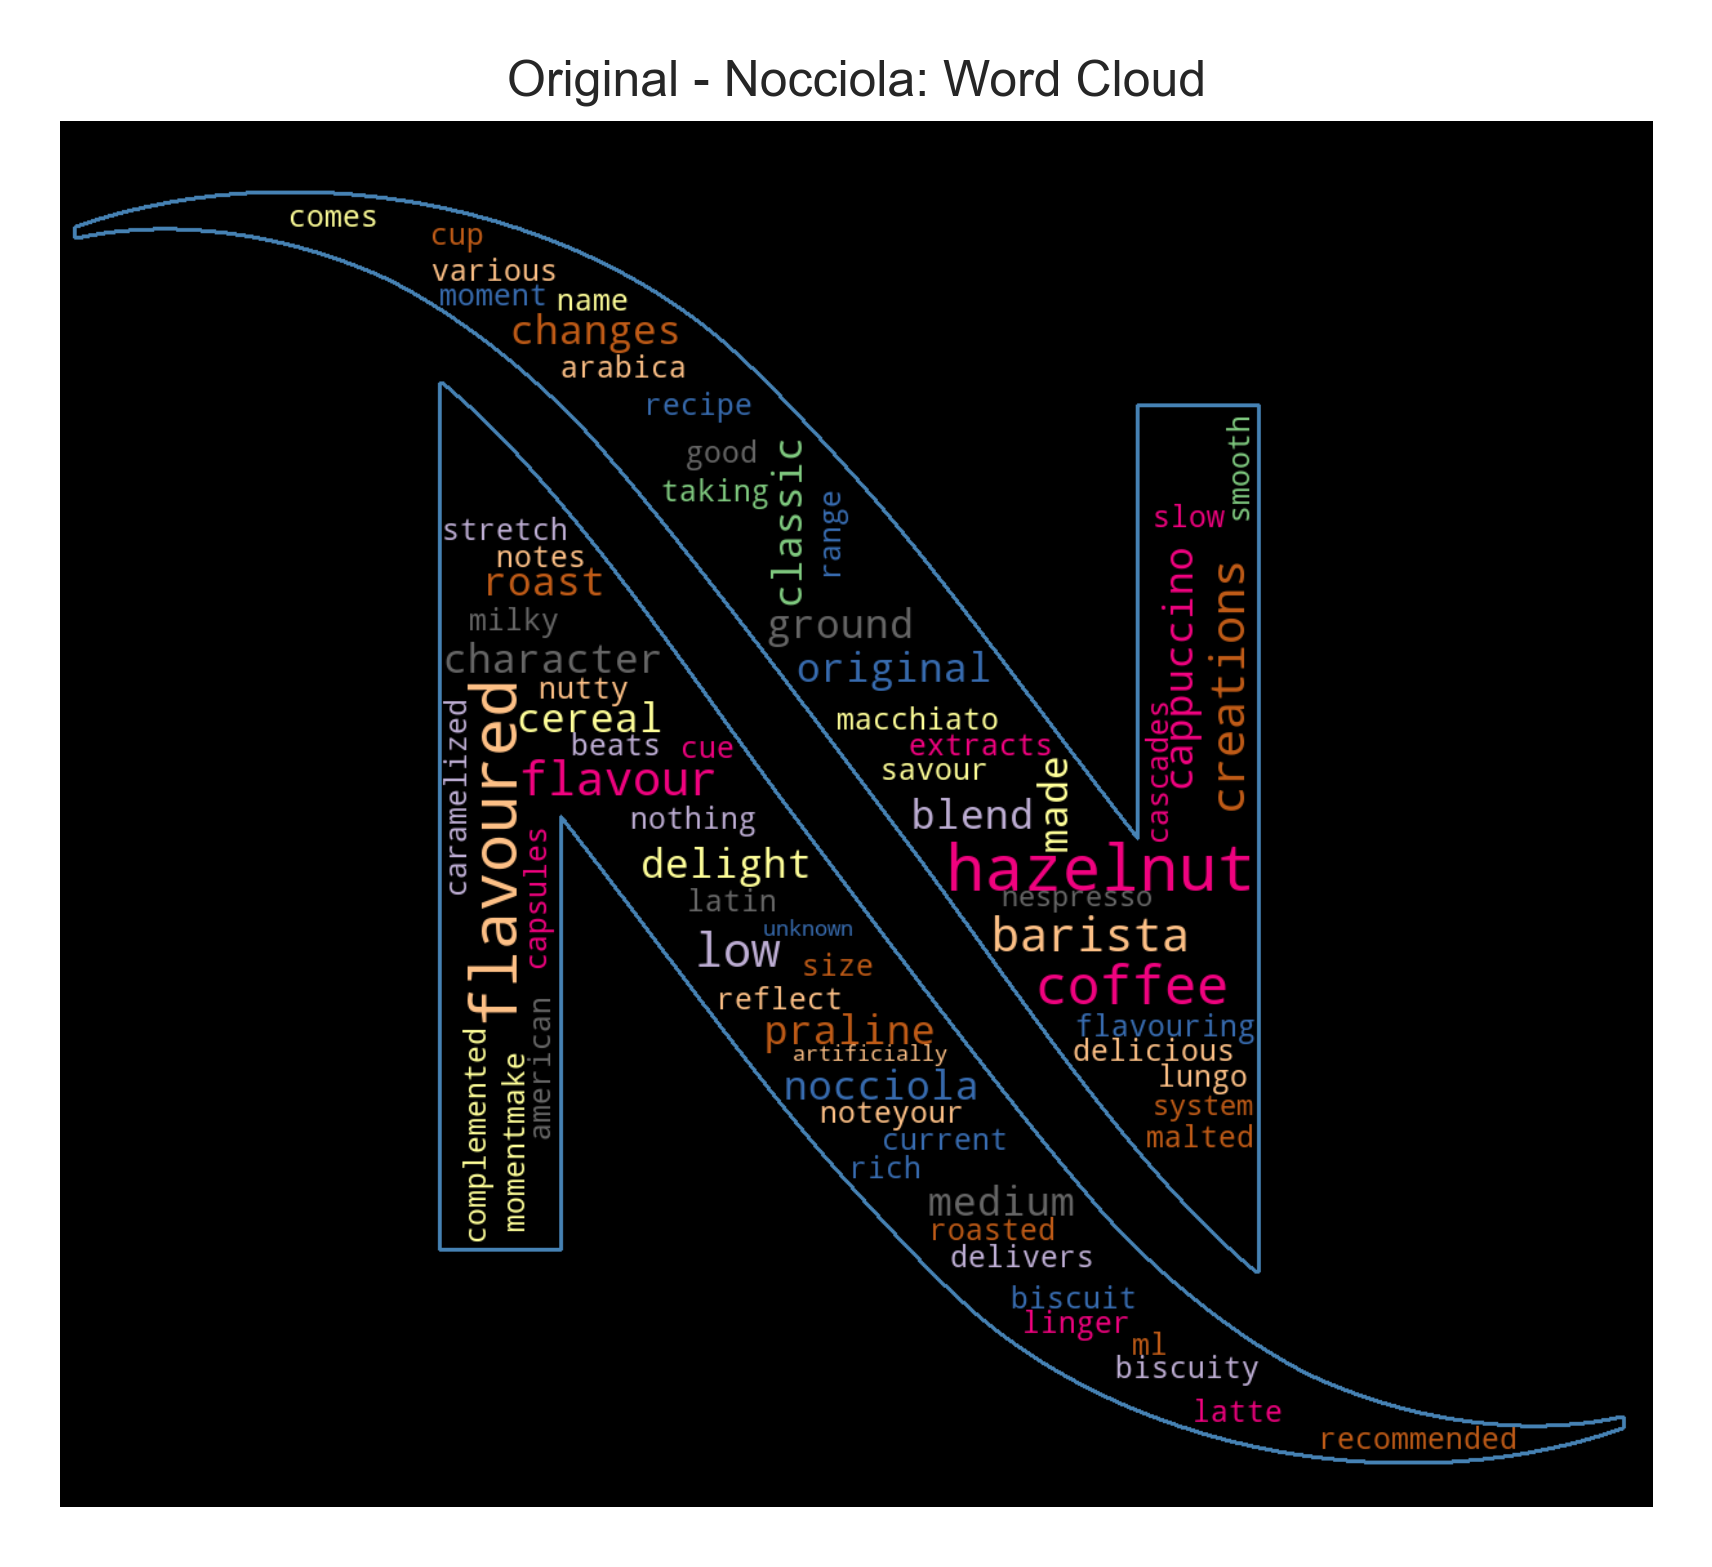 Original - Nocciola: Word Cloud
comes
cup
various
moment
name
changes
arabica
recipe
good
taking
classic
range
ground
original
macchiato
extracts
savour
made
blend
smooth
slow
cappuccino
creations
cascades
hazelnut
nespresso
barista
coffee
flavouring
delicious
lungo
system
malted
stretch
notes
roast
milky
character
nutty
cereal
beats
cue
flavoured
caramelized
flavour
nothing
capsules
delight
latin
unknown
low
size
reflect
american
complemented
momentmake
praline
artificially
nocciola
noteyour
current
rich
medium
roasted
delivers
biscuit
linger
ml
biscuity
latte
recommended